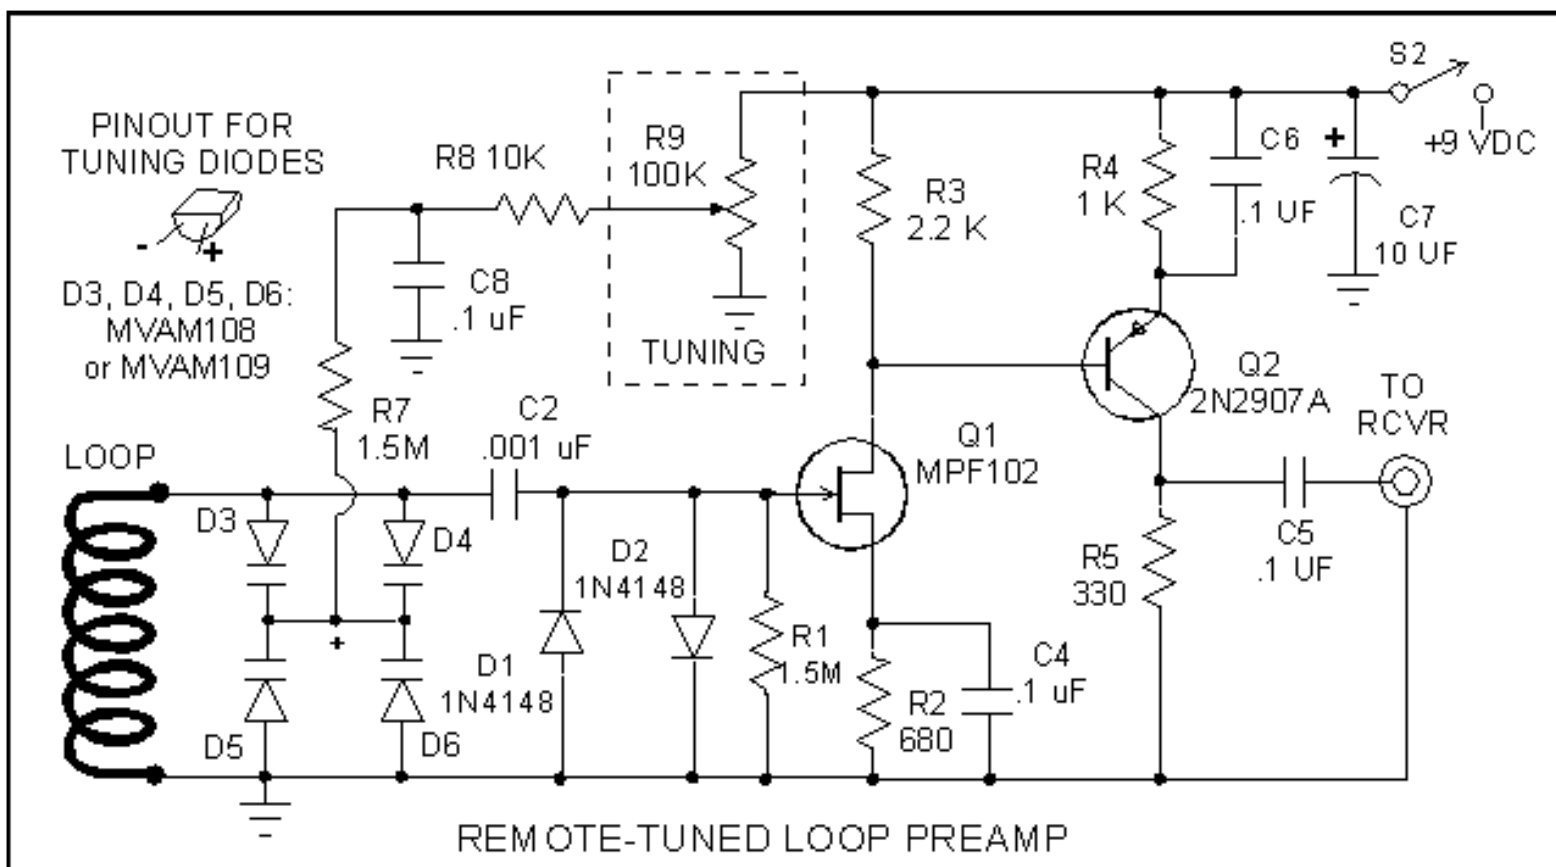 S2
+9 VDC
PINOUT FOR
TUNING DIODES
- +
D3, D4, D5, D6:
MVAM108
or MVAM109
R8 10K
R9
100K
TUNING
C8
.1 uF
R3
2.2 K
R4
1 K
C6
.1 UF
+
C7
10 UF
R7
1.5M
C2
.001 uF
Q1
MPF102
Q2
2N2907A
TO
RCVR
LOOP
D3
D4
D5
D6
+
D1
1N4148
D2
1N4148
R1
1.5M
R2
680
C4
.1 uF
R5
330
C5
.1 UF
REMOTE-TUNED LOOP PREAMP